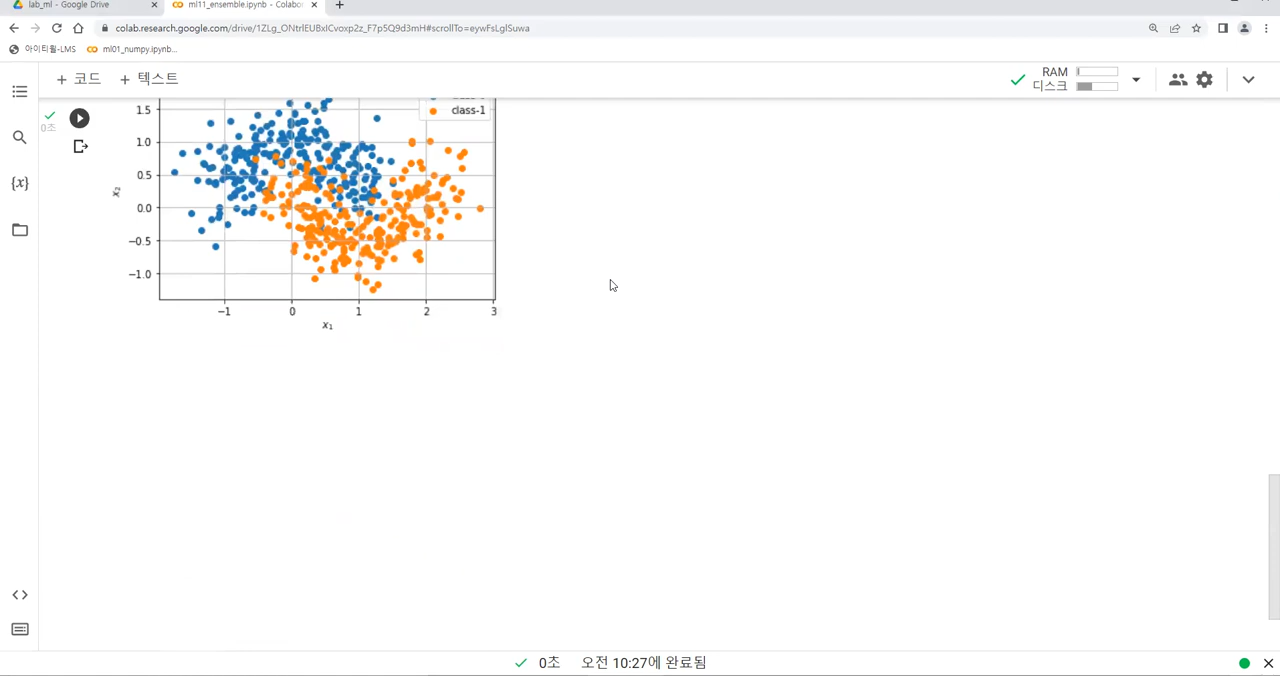 lab_ml - Google Drive
ml11_ensemble.ipynb - Colabor
colab.research.google.com/drive/1ZLg_ONtrlEUBxlCvoxp2z_F7p5Q9d3mH#scrollTo=eywFsLglSuwa
아이티윌-LMS
ml01_numpy.ipynb...
+ 코드
+ 텍스트
RAM
디스크
0초
{x}
class-1
1.5
1.0
0.5
0.0
−0.5
−1.0
x₂
−1
0
1
2
3
x₁
0초 오전 10:27에 완료됨